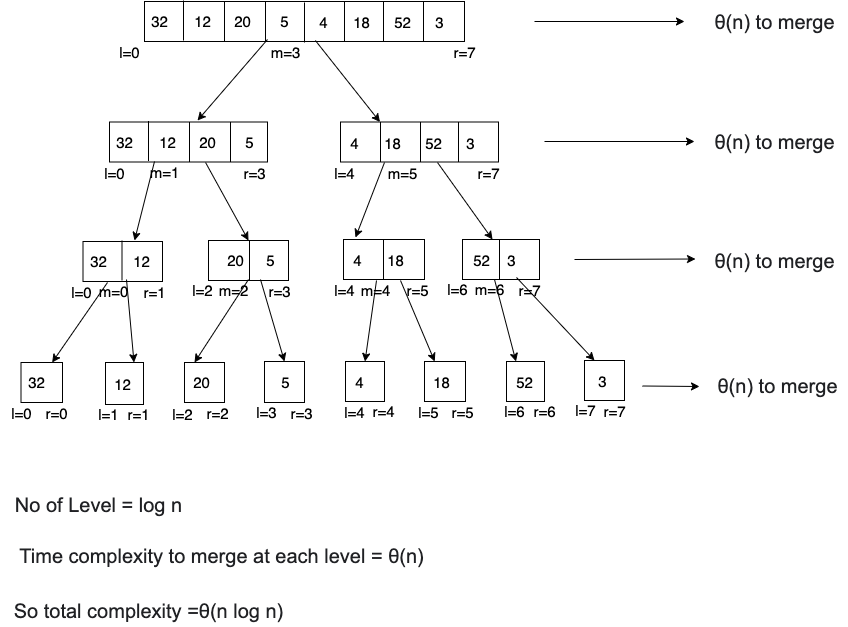 32 12 20 5 4 18 52 3 θ(n) to merge
l=0 m=3 r=7
32 12 20 5 4 18 52 3 θ(n) to merge
l=0 m=1 r=3 l=4 m=5 r=7
32 12 20 5 4 18 52 3 θ(n) to merge
l=0 m=0 r=1 l=2 m=2 r=3 l=4 m=4 r=5 l=6 m=6 r=7
32 12 20 5 4 18 52 3 θ(n) to merge
l=0 r=0 l=1 r=1 l=2 r=2 l=3 r=3 l=4 r=4 l=5 r=5 l=6 r=6 l=7 r=7
No of Level = log n
Time complexity to merge at each level = θ(n)
So total complexity =θ(n log n)